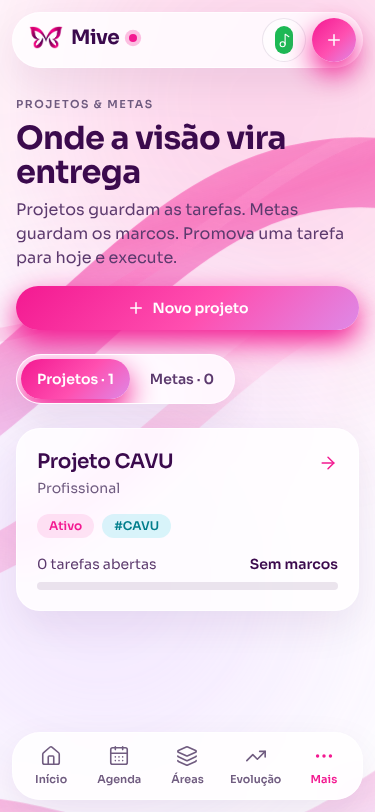 Mive
PROJETOS & METAS
Onde a visão vira
entrega
Projetos guardam as tarefas. Metas
guardam os marcos. Promova uma tarefa
para hoje e execute.
Novo projeto
Projetos · 1
Metas · 0
Projeto CAVU
Profissional
Ativo
#CAVU
0 tarefas abertas
Sem marcos
Início
Agenda
Áreas
Evolução
Mais